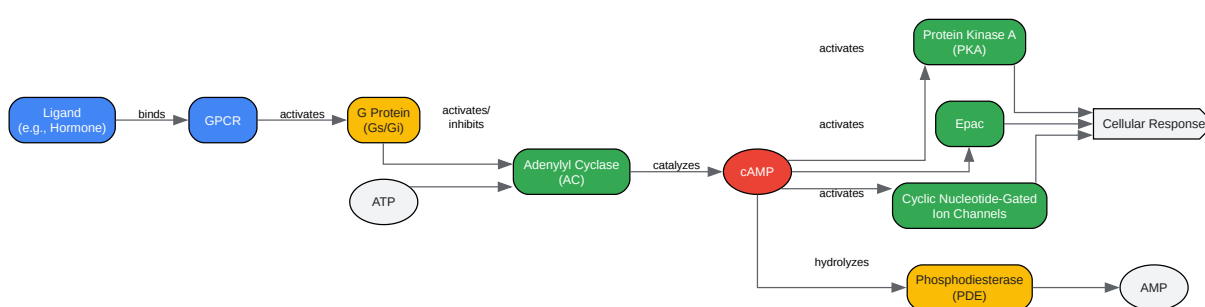 Ligand
(e.g., Hormone)
binds
GPCR
activates
G Protein
(Gs/Gi)
activates/
inhibits
ATP
Adenylyl Cyclase
(AC)
catalyzes
cAMP
activates
Protein Kinase A
(PKA)
activates
Epac
activates
Cyclic Nucleotide-Gated
Ion Channels
Cellular Response
hydrolyzes
Phosphodiesterase
(PDE)
AMP